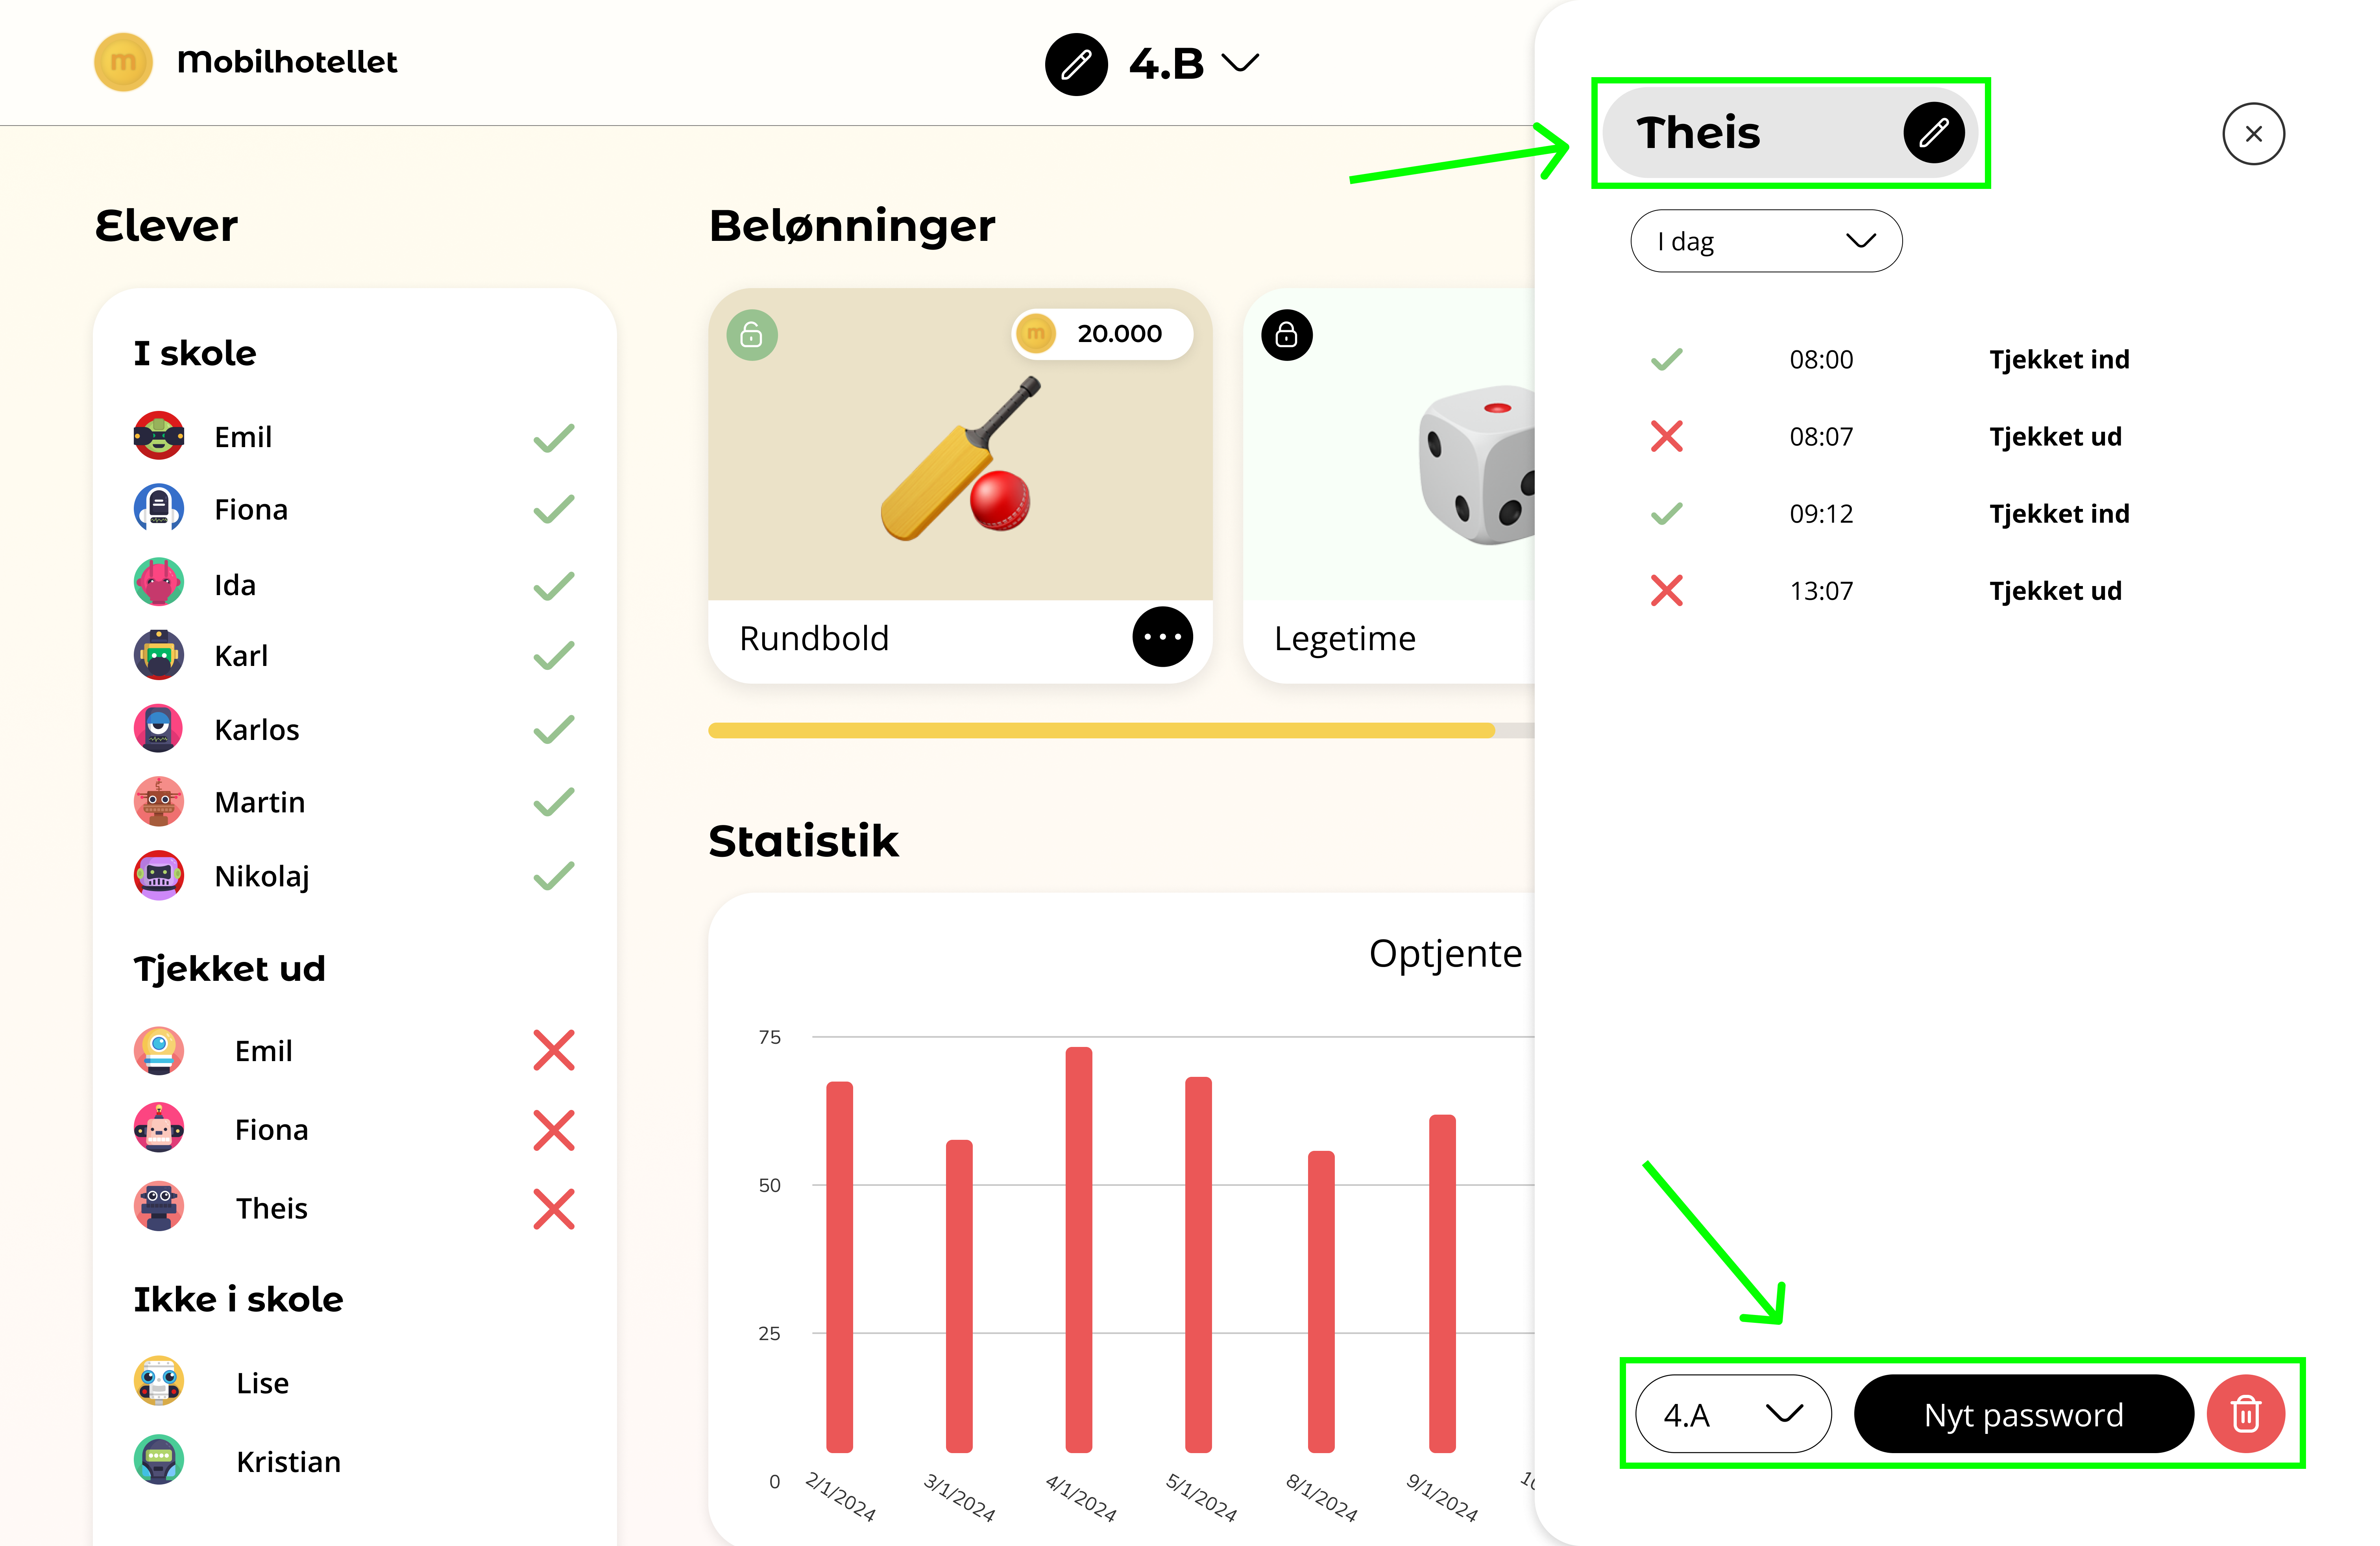 Mobilhotellet
4.B
Elever
I skole
Emil
Fiona
Ida
Karl
Karlos
Martin
Nikolaj
Tjekket ud
Emil
Fiona
Theis
Ikke i skole
Lise
Kristian
Belønninger
20.000
Rundbold
Legetime
Statistik
Optjente
75
50
25
0
2/1/2024
3/1/2024
4/1/2024
5/1/2024
8/1/2024
9/1/2024
Theis
I dag
08:00 Tjekket ind
08:07 Tjekket ud
09:12 Tjekket ind
13:07 Tjekket ud
4.A
Nyt password